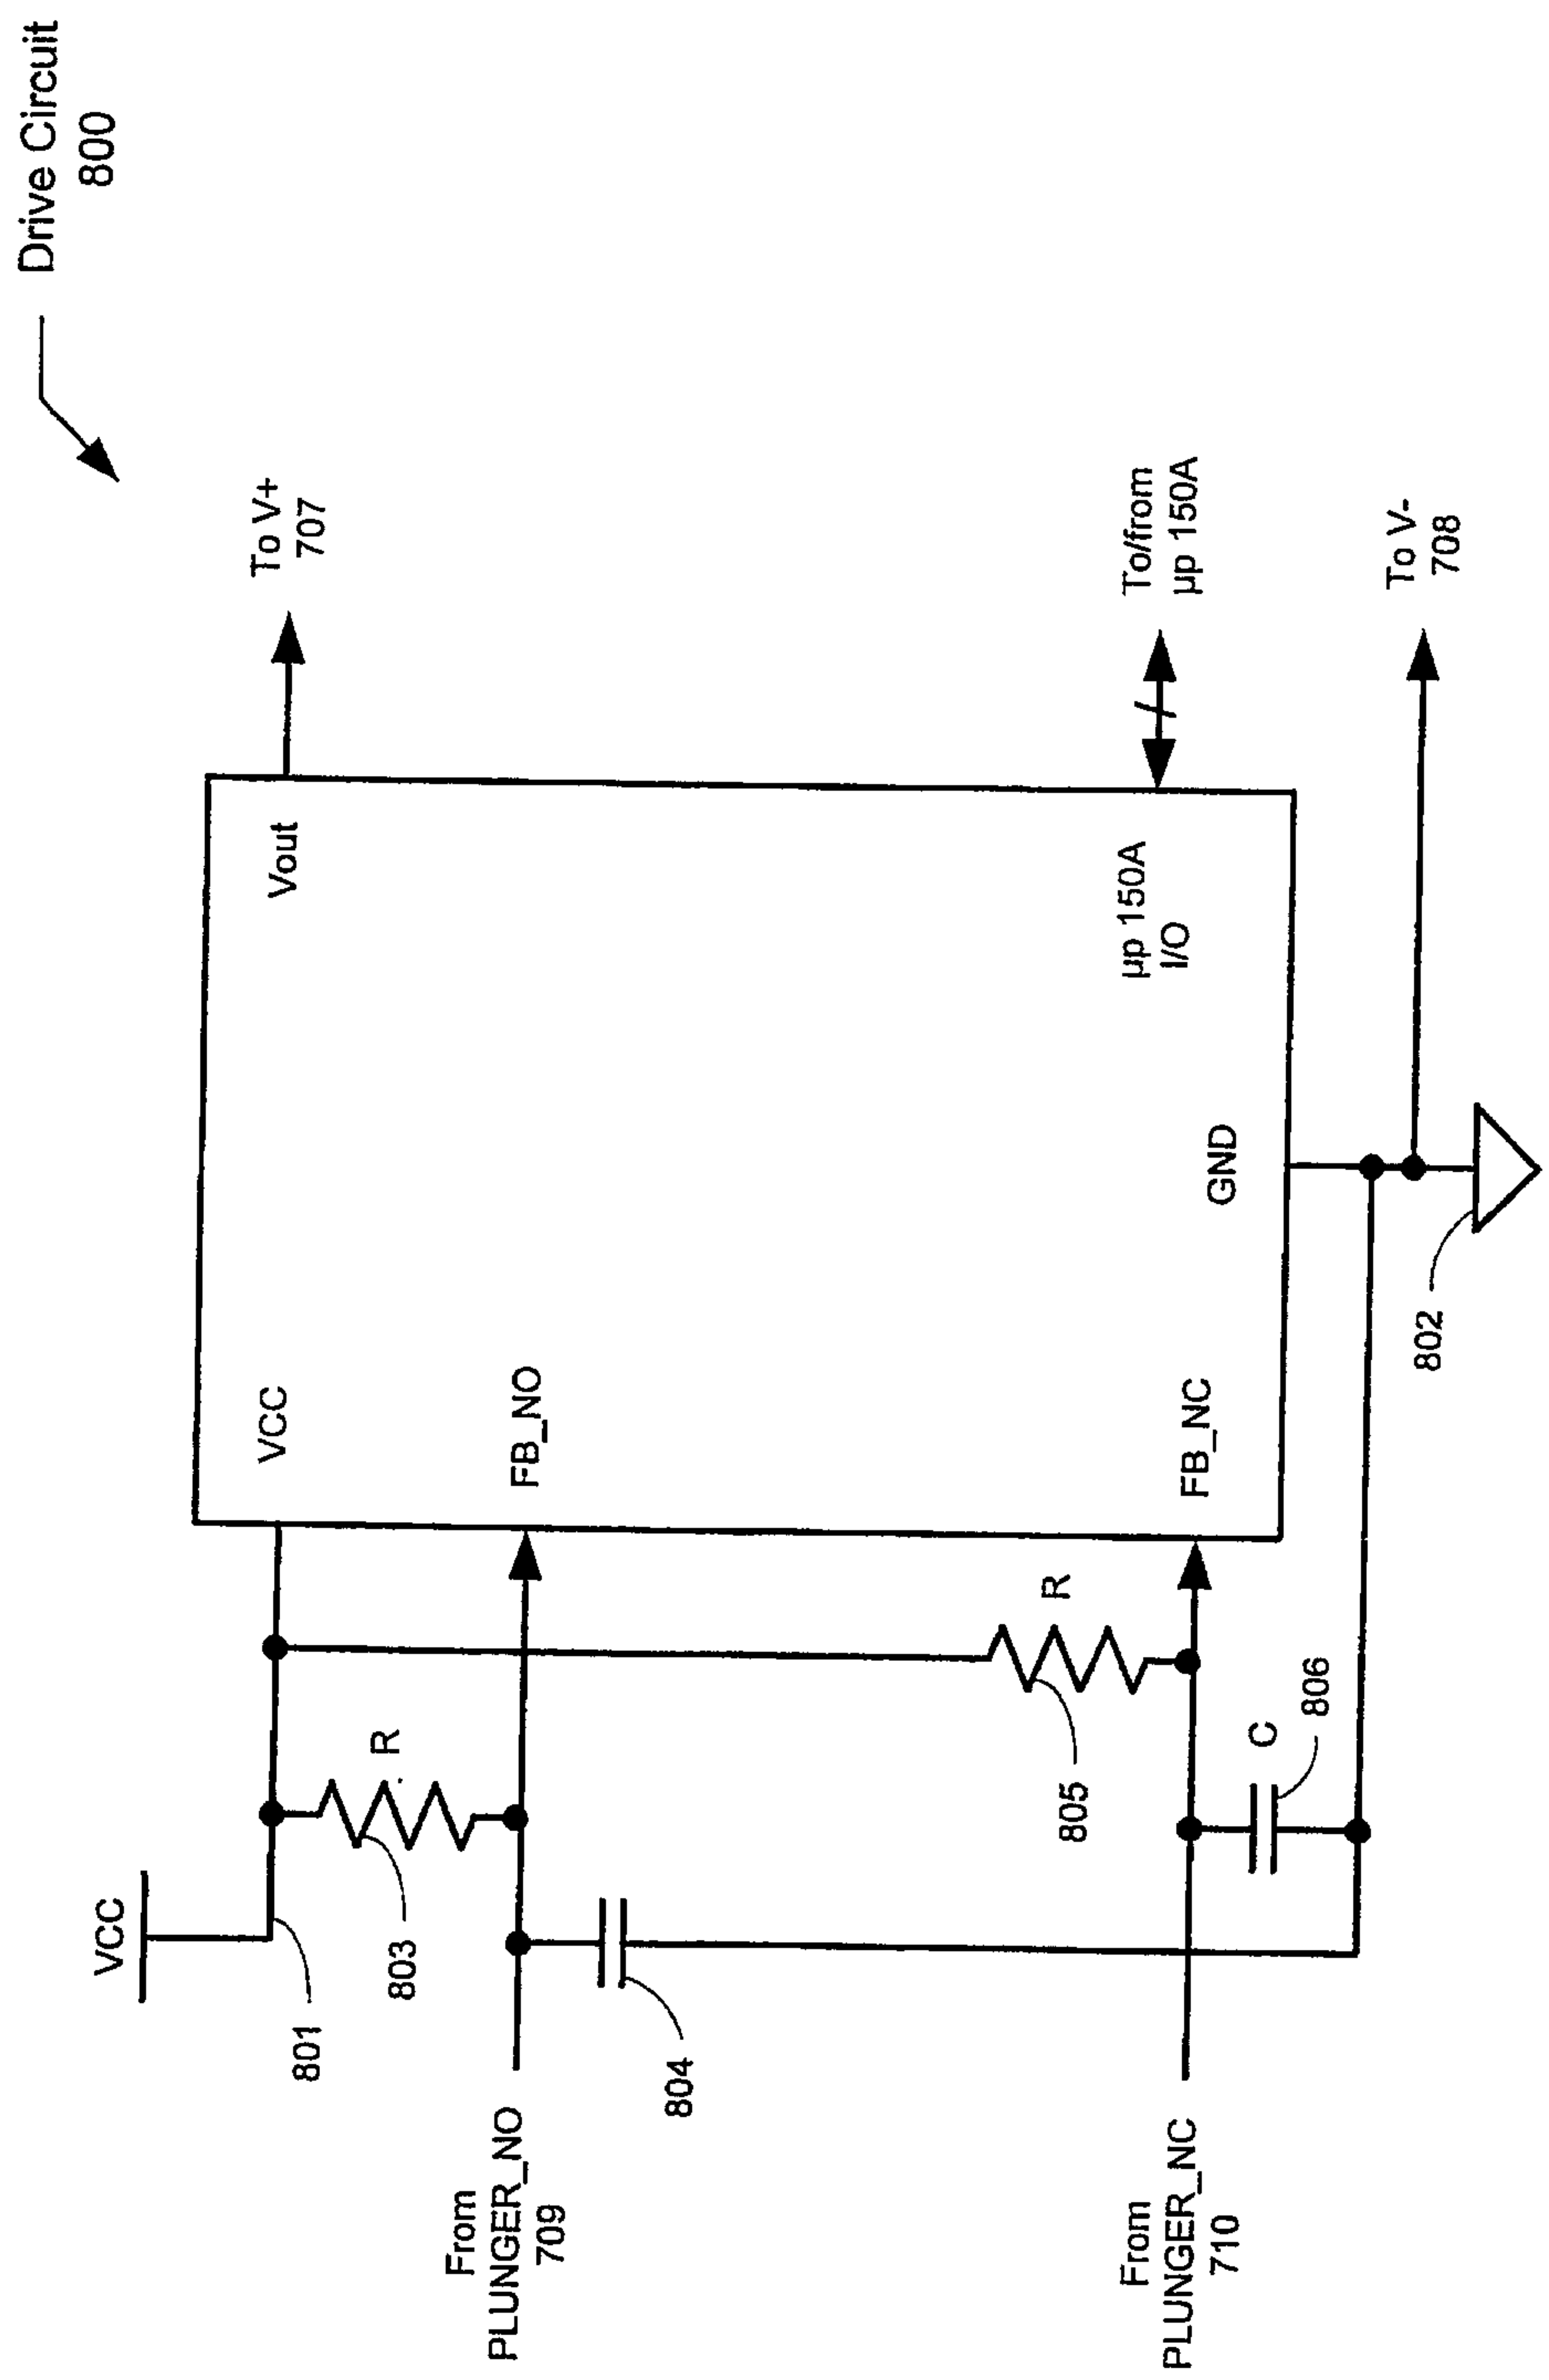 Drive Circuit
800
VCC
801
803
R
From
PLUNGER_NO
709
804
VCC
FB_NO
Vout
To V+
707
805
R
From
PLUNGER_NC
710
C
806
FB_NC
GND
µp 150A
I/O
To/from
µp 150A
802
To V-
708